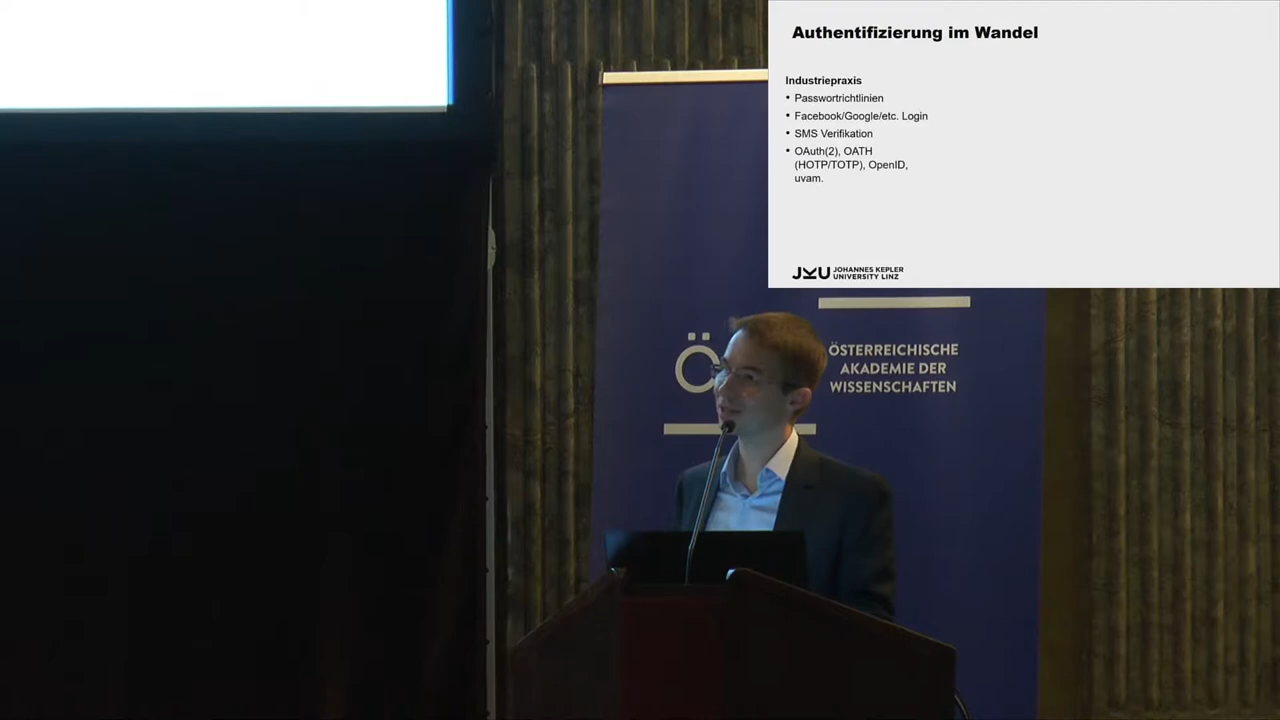 Authentifizierung im Wandel
Industriepraxis
• Passwortrichtlinien
• Facebook/Google/etc. Login
• SMS Verifikation
• OAuth(2), OATH
(HOTP/TOTP), OpenID,
uvam.
JKU JOHANNES KEPLER
UNIVERSITY LINZ
Ö
ÖSTERREICHISCHE
AKADEMIE DER
WISSENSCHAFTEN